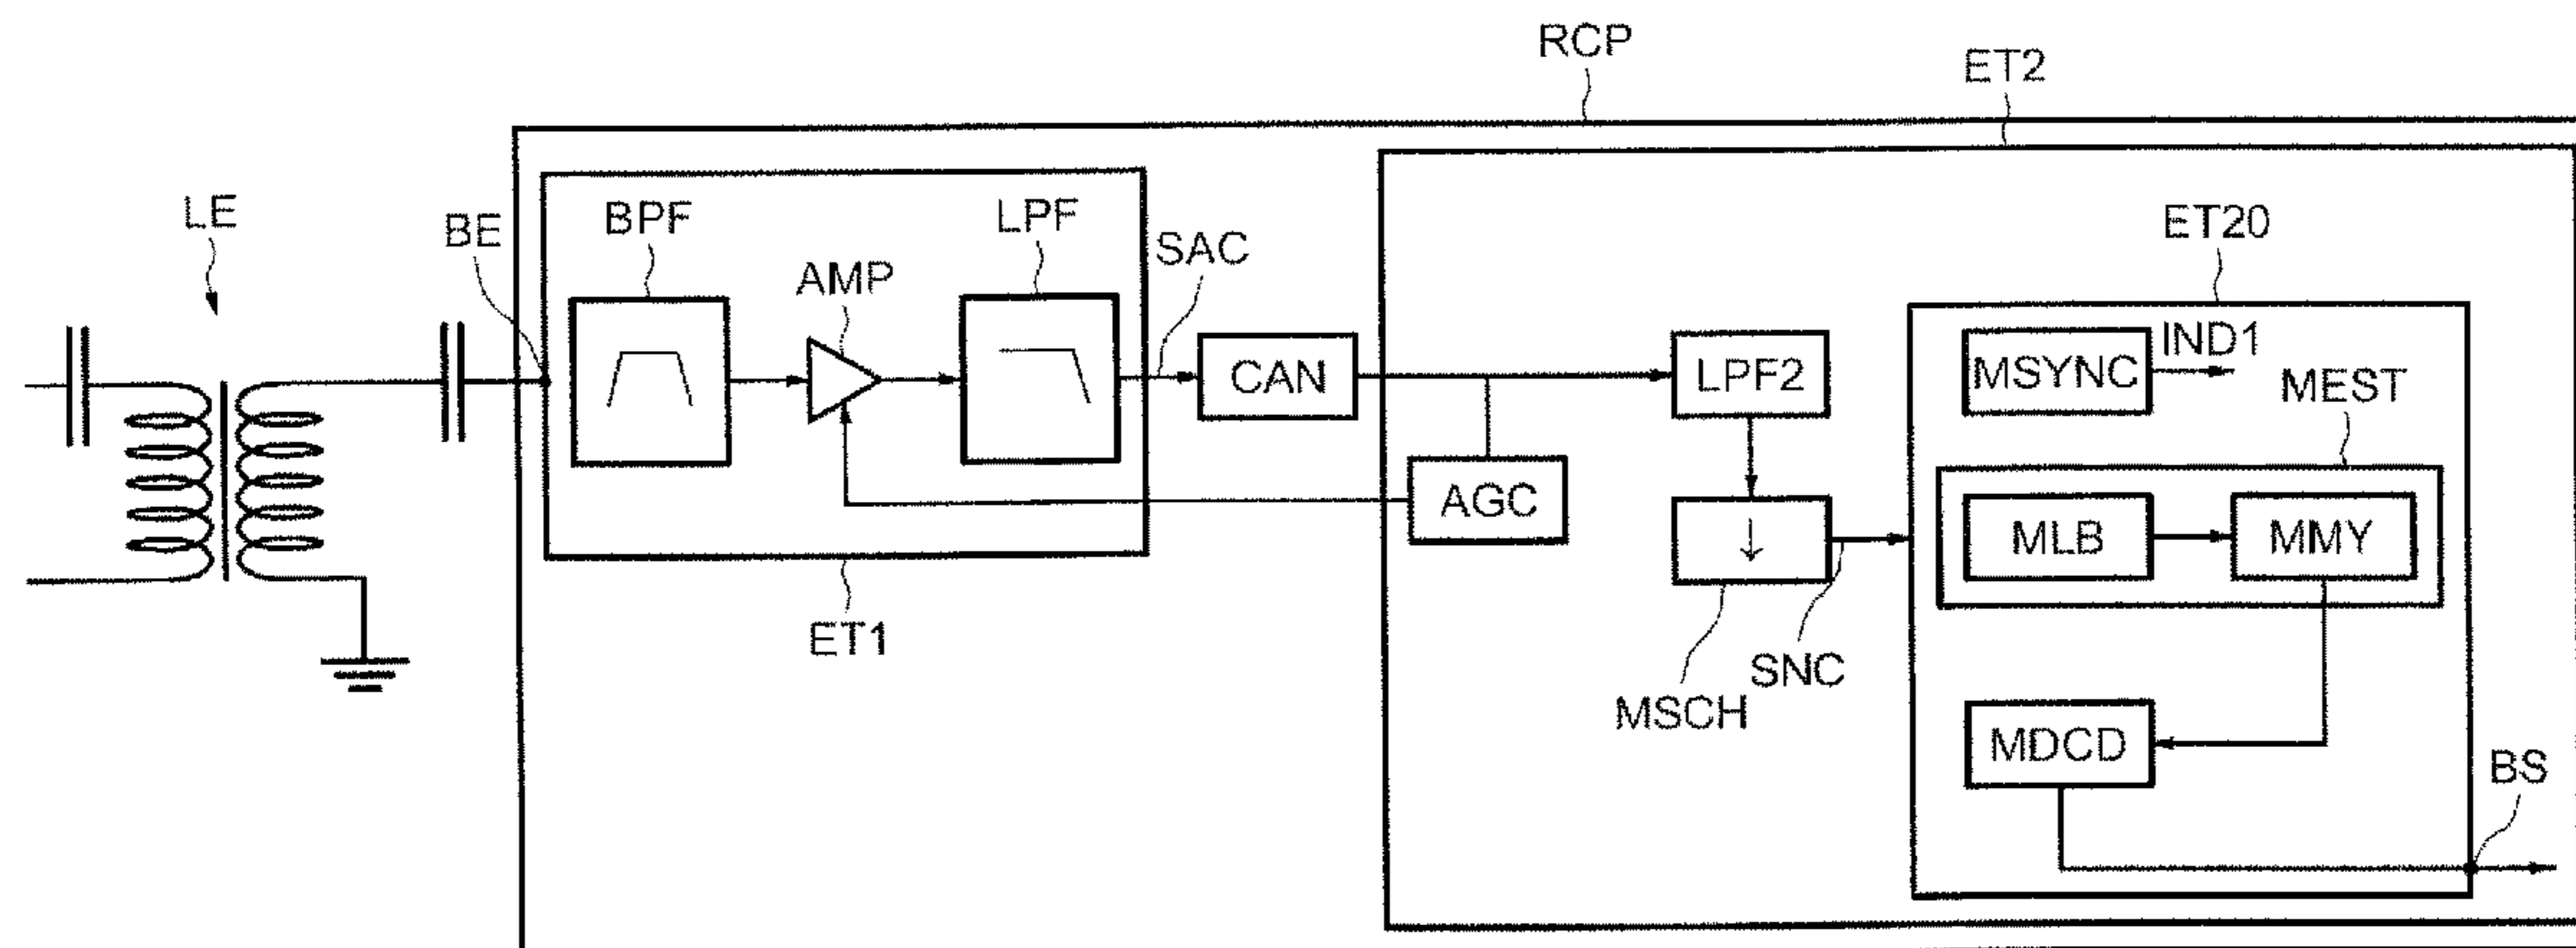 RCP
ET2
LE
BE
BPF
LPF
AMP
SAC
ET20
CAN
LPF2
MSYNC
IND1
MEST
AGC
MLB
MMY
ET1
SNC
MSCH
MDCD
BS